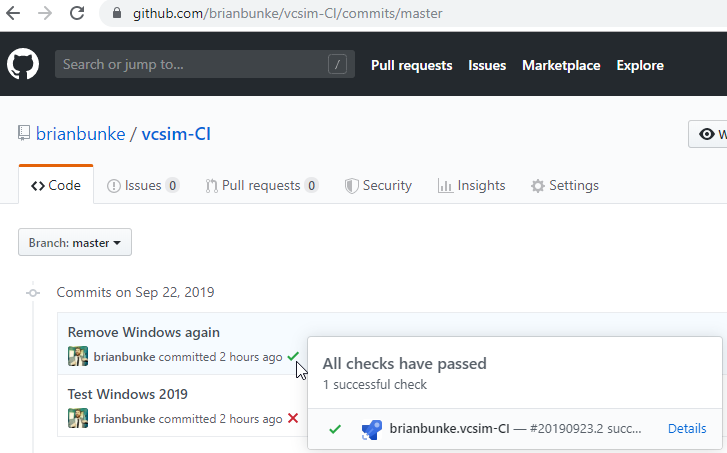 github.com/brianbunke/vcsim-CI/commits/master
Search or jump to... /
Pull requests Issues Marketplace Explore
brianbunke / vcsim-CI
W
Code Issues 0 Pull requests 0 Security Insights Settings
Branch: master
Commits on Sep 22, 2019
Remove Windows again
brianbunke committed 2 hours ago
All checks have passed
1 successful check
Test Windows 2019
brianbunke committed 2 hours ago
brianbunke.vcsim-CI — #20190923.2 succ... Details